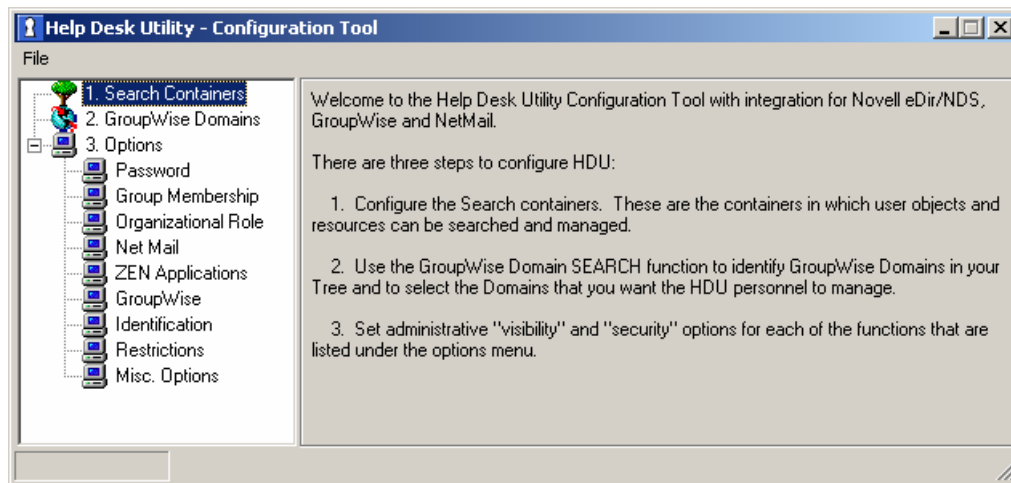 Help Desk Utility - Configuration Tool
File
1. Search Containers
2. GroupWise Domains
3. Options
Password
Group Membership
Organizational Role
Net Mail
ZEN Applications
GroupWise
Identification
Restrictions
Misc. Options
Welcome to the Help Desk Utility Configuration Tool with integration for Novell eDir/NDS,
GroupWise and NetMail.
There are three steps to configure HDU:
1. Configure the Search containers. These are the containers in which user objects and
resources can be searched and managed.
2. Use the GroupWise Domain SEARCH function to identify GroupWise Domains in your
Tree and to select the Domains that you want the HDU personnel to manage.
3. Set administrative "visibility" and "security" options for each of the functions that are
listed under the options menu.